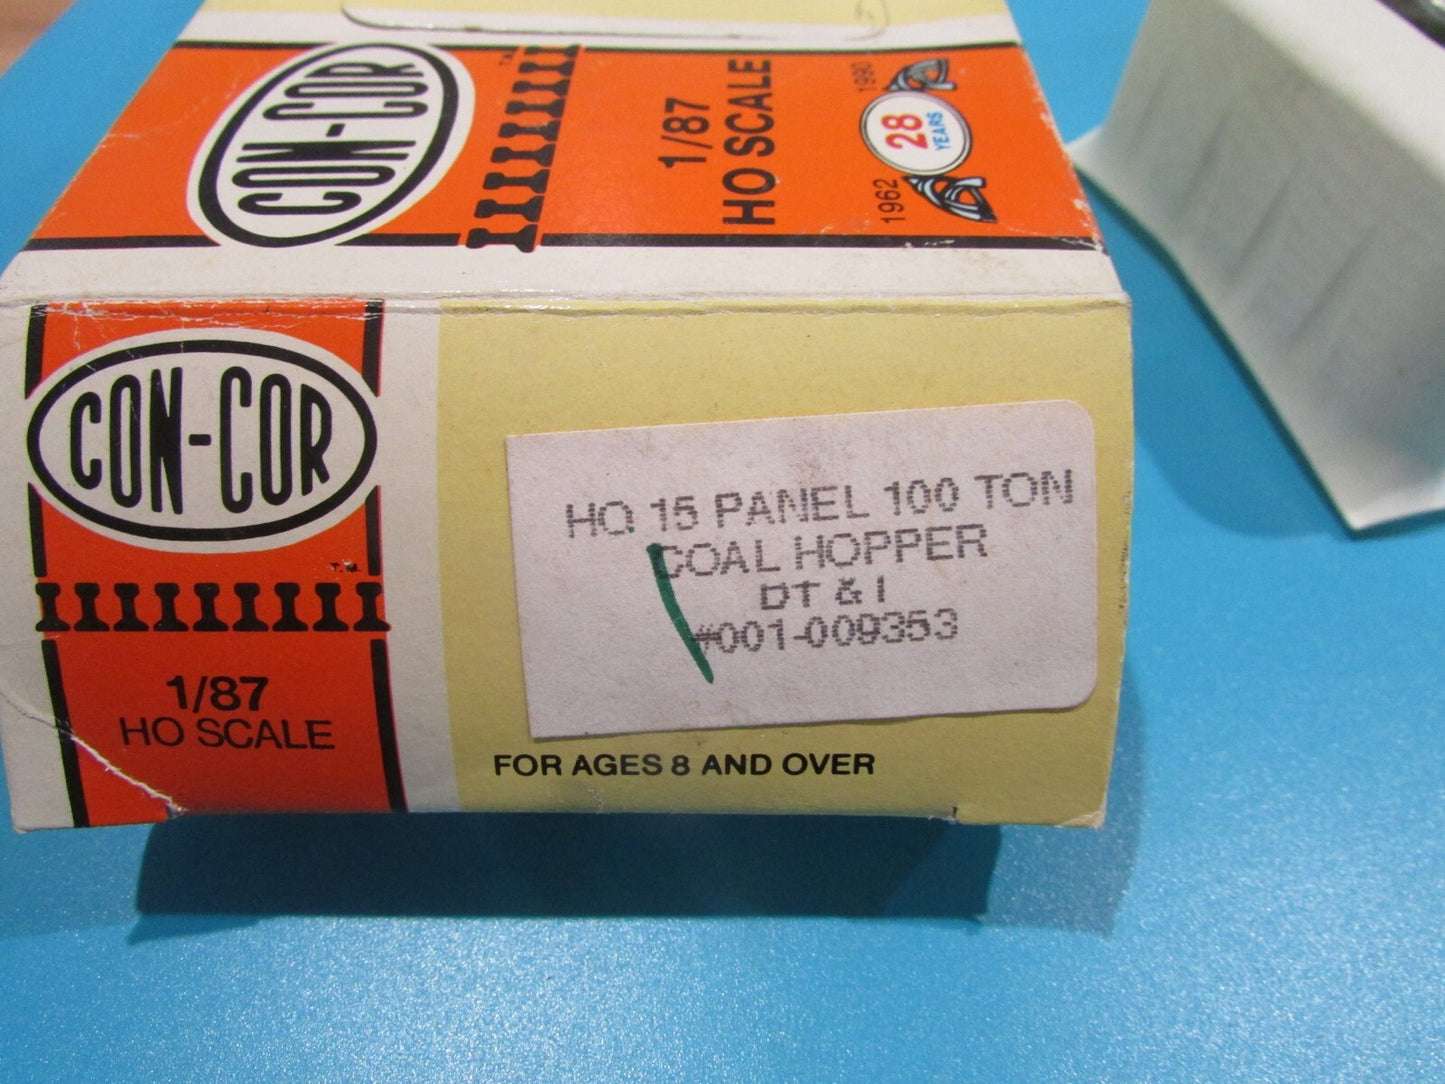 CON-COR
T.M.
1/87
HO SCALE
1962
28
YEARS
1990
CON-COR
T.M.
1/87
HO SCALE
HO 15 PANEL 100 TON
COAL HOPPER
DT & I
#001-009353
FOR AGES 8 AND OVER